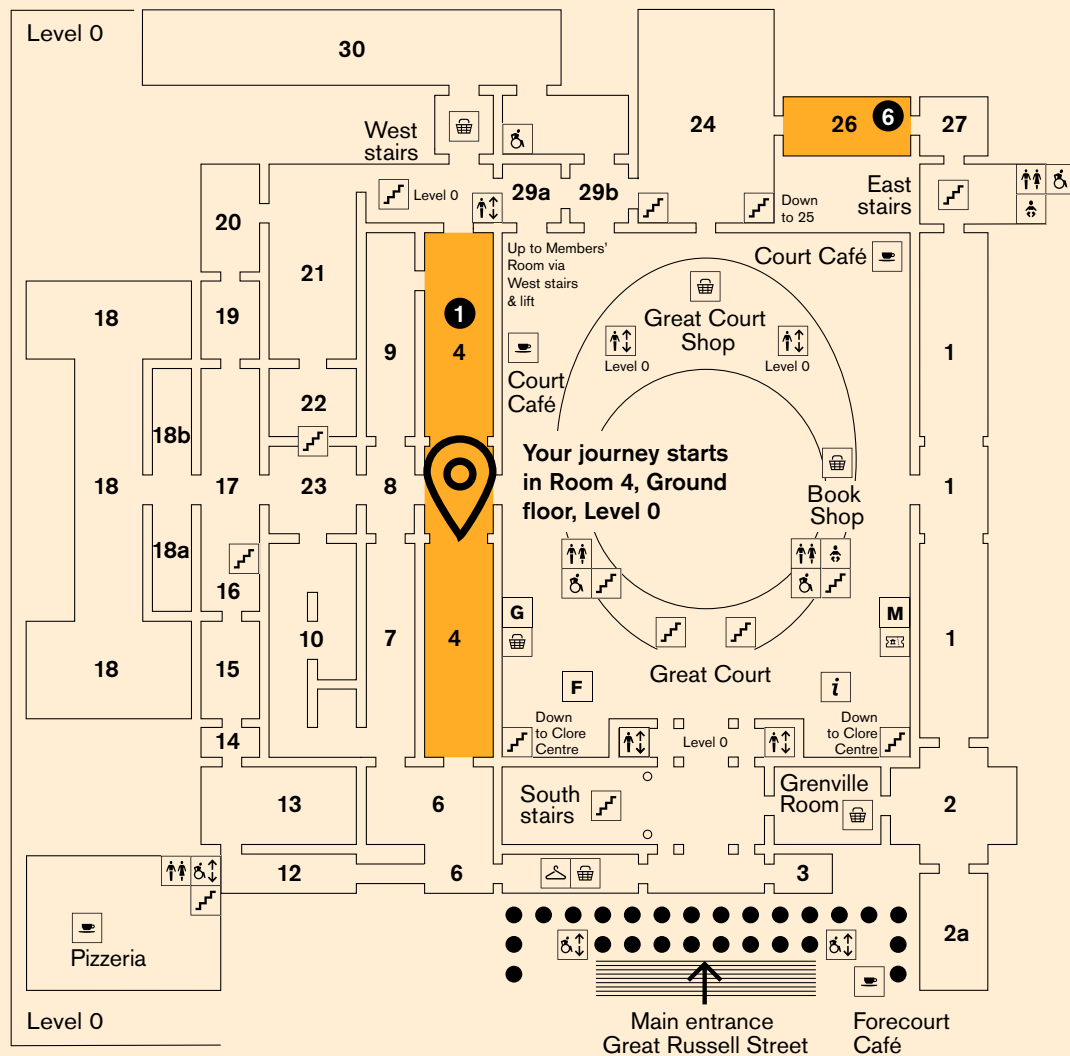 Level 0
30
24
26
6
27
West
stairs
29a
29b
Level 0
East
stairs
Down
to 25
20
21
Up to Members’
Room via
West stairs
& lift
Court Café
18
19
9
1
4
Great Court
Shop
Level 0
Level 0
1
Court
Café
22
18b
18
17
23
8
Your journey starts
in Room 4, Ground
floor, Level 0
Book
Shop
1
18a
16
10
7
4
G
M
1
18
15
Great Court
F
i
14
Down
to Clore
Centre
Level 0
Down
to Clore
Centre
13
6
South
stairs
Grenville
Room
2
12
6
3
2a
Pizzeria
Level 0
Main entrance
Great Russell Street
Forecourt
Café